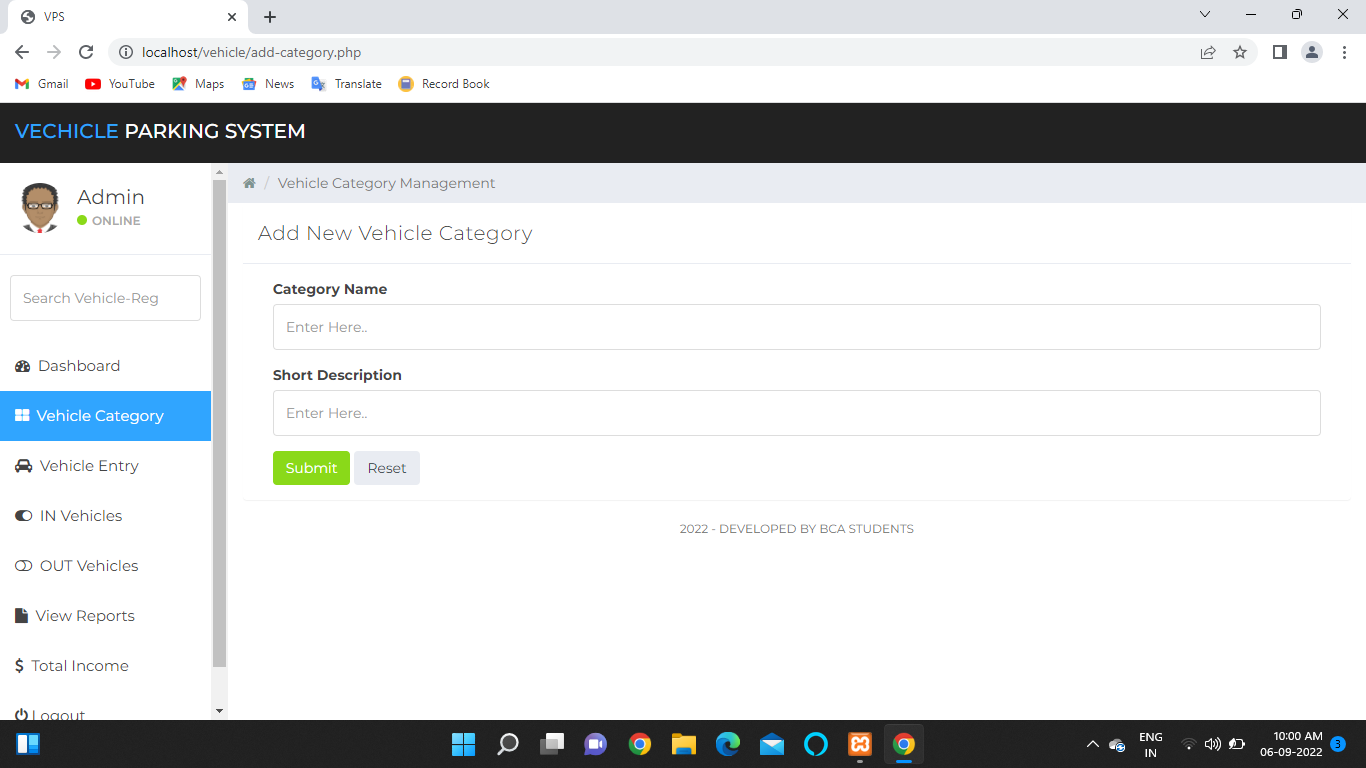 VPS
localhost/vehicle/add-category.php
Gmail YouTube Maps News Translate Record Book
VECHICLE PARKING SYSTEM
Admin
ONLINE
Search Vehicle-Reg
Dashboard
Vehicle Category
Vehicle Entry
IN Vehicles
OUT Vehicles
View Reports
Total Income
Logout
/ Vehicle Category Management
Add New Vehicle Category
Category Name
Enter Here..
Short Description
Enter Here..
Submit Reset
2022 - DEVELOPED BY BCA STUDENTS
ENG
IN
10:00 AM
06-09-2022
3